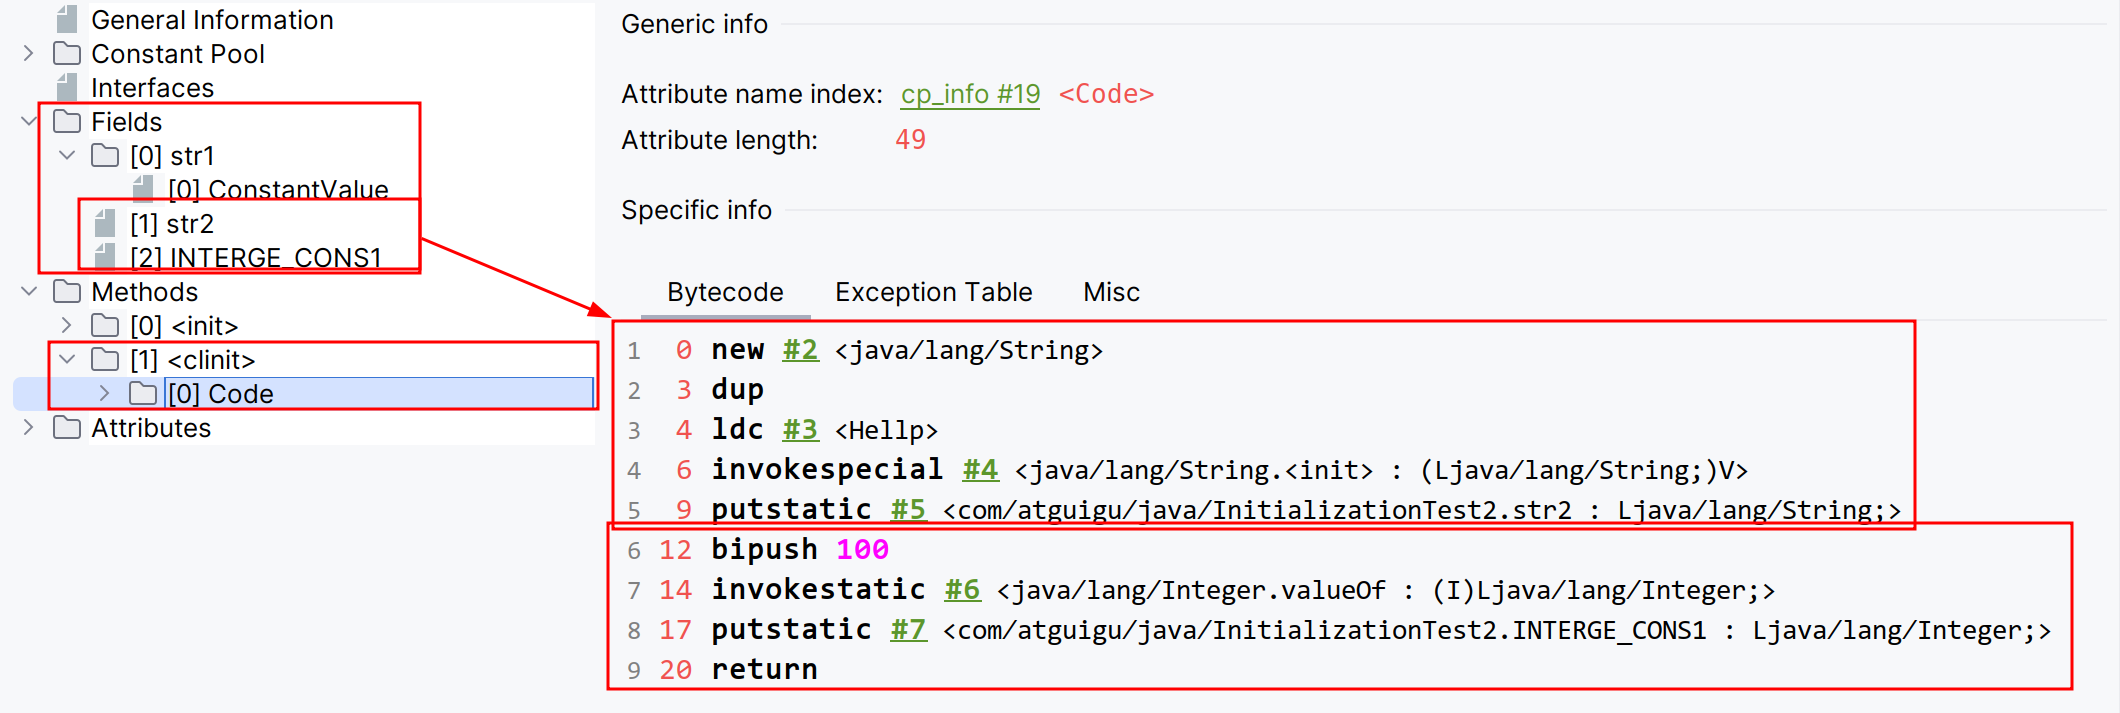 General Information
Constant Pool
Interfaces
Fields
[0] str1
[0] ConstantValue
[1] str2
[2] INTERGE_CONS1
Methods
[0] <init>
[1] <clinit>
[0] Code
Attributes
Generic info
Attribute name index: cp_info #19 <Code>
Attribute length: 49
Specific info
Bytecode Exception Table Misc
1 0 new #2 <java/lang/String>
2 3 dup
3 4 ldc #3 <Hellp>
4 6 invokespecial #4 <java/lang/String.<init> : (Ljava/lang/String;)V>
5 9 putstatic #5 <com/atguigu/java/InitializationTest2.str2 : Ljava/lang/String;>
6 12 bipush 100
7 14 invokestatic #6 <java/lang/Integer.valueOf : (I)Ljava/lang/Integer;>
8 17 putstatic #7 <com/atguigu/java/InitializationTest2.INTERGE_CONS1 : Ljava/lang/Integer;>
9 20 return